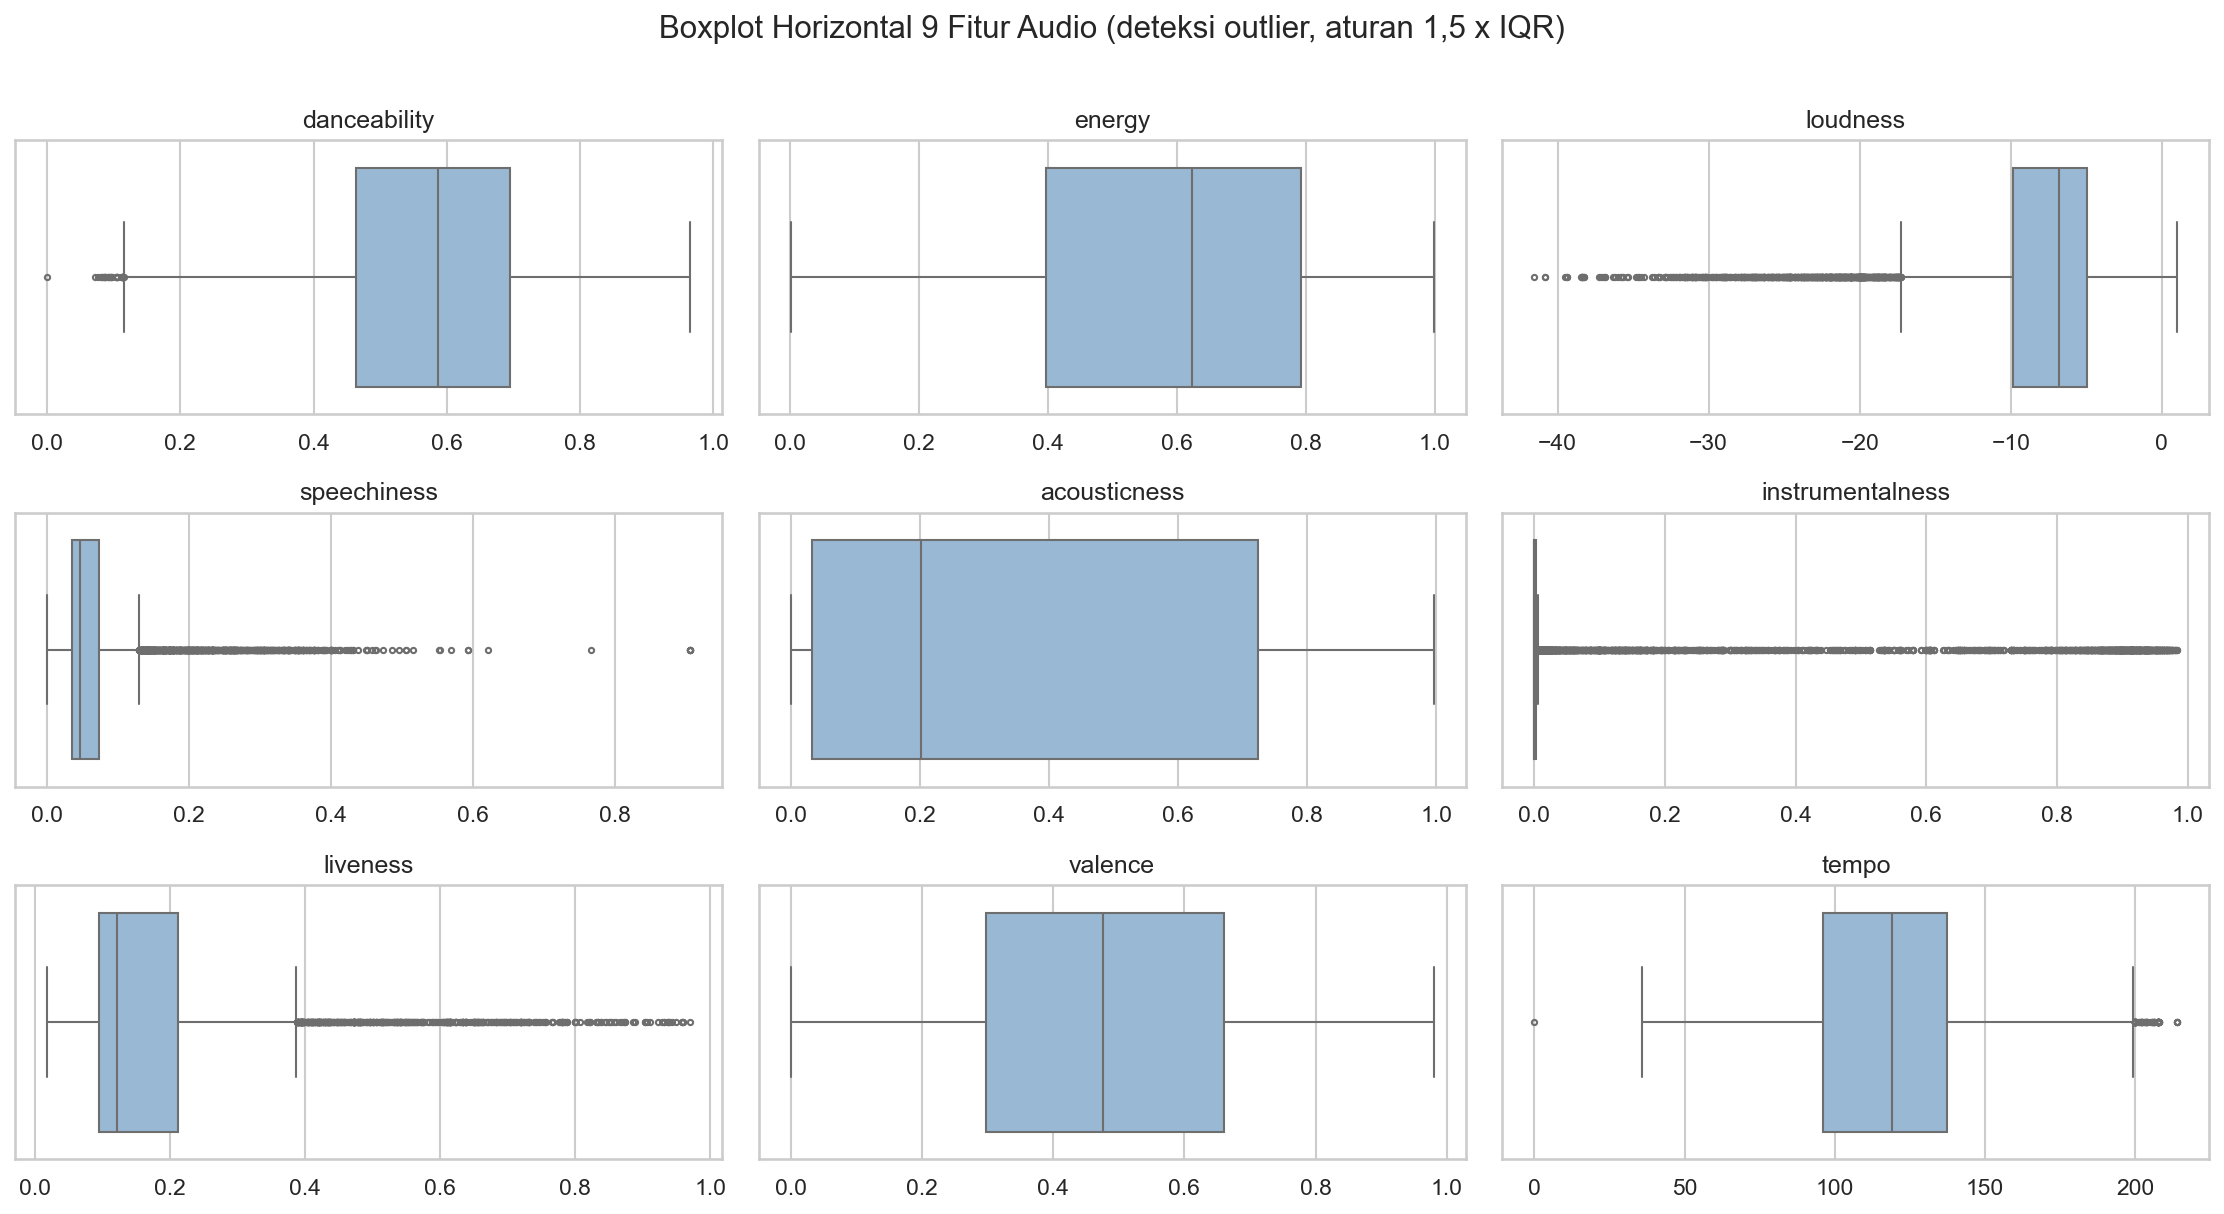 Boxplot Horizontal 9 Fitur Audio (deteksi outlier, aturan 1,5 x IQR)
danceability energy loudness
0.0 0.2 0.4 0.6 0.8 1.0 0.0 0.2 0.4 0.6 0.8 1.0 −40 −30 −20 −10 0
speechiness acousticness instrumentalness
0.0 0.2 0.4 0.6 0.8 0.0 0.2 0.4 0.6 0.8 1.0 0.0 0.2 0.4 0.6 0.8 1.0
liveness valence tempo
0.0 0.2 0.4 0.6 0.8 1.0 0.0 0.2 0.4 0.6 0.8 1.0 0 50 100 150 200